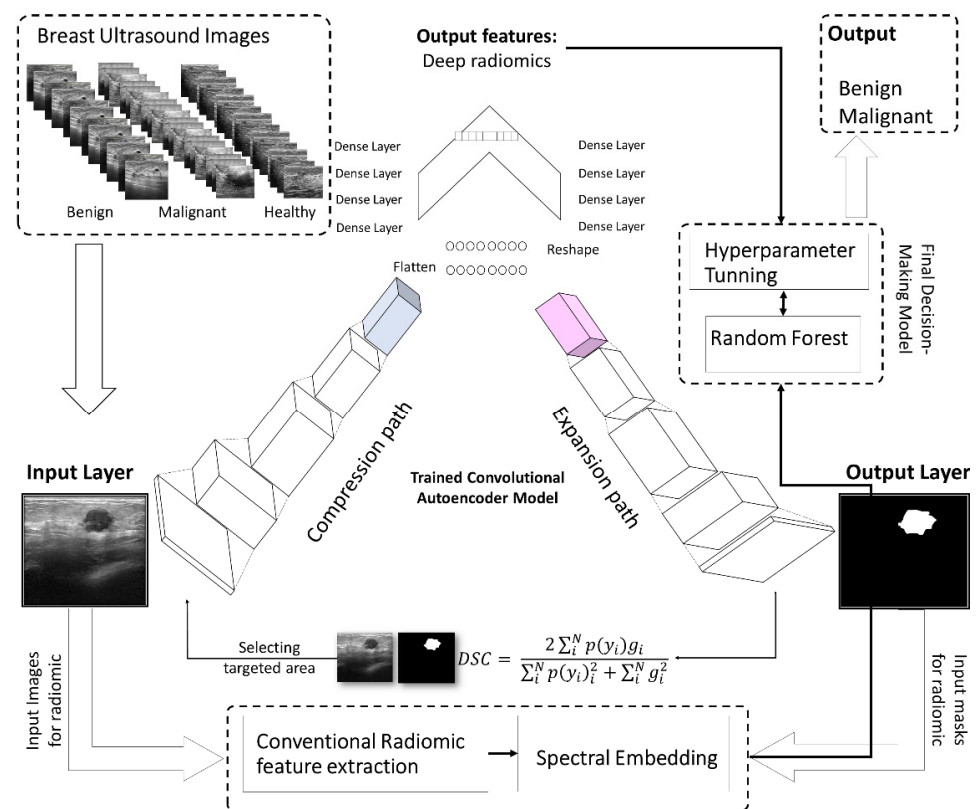 Breast Ultrasound Images
Benign
Malignant
Healthy
Output features:
Deep radiomics
Output
Benign
Malignant
Dense Layer
Dense Layer
Dense Layer
Dense Layer
Dense Layer
Dense Layer
Dense Layer
Dense Layer
Flatten
Reshape
Hyperparameter
Tunning
Random Forest
Final Decision-
Making Model
Compression path
Expansion path
Trained Convolutional
Autoencoder Model
Input Layer
Output Layer
Selecting
targeted area
DSC = \frac{2 \sum_i^N p(y_i) g_i}{\sum_i^N p(y_i)_i^2 + \sum_i^N g_i^2}
Input Images
for radiomic
Input masks
for radiomic
Conventional Radiomic
feature extraction
Spectral Embedding